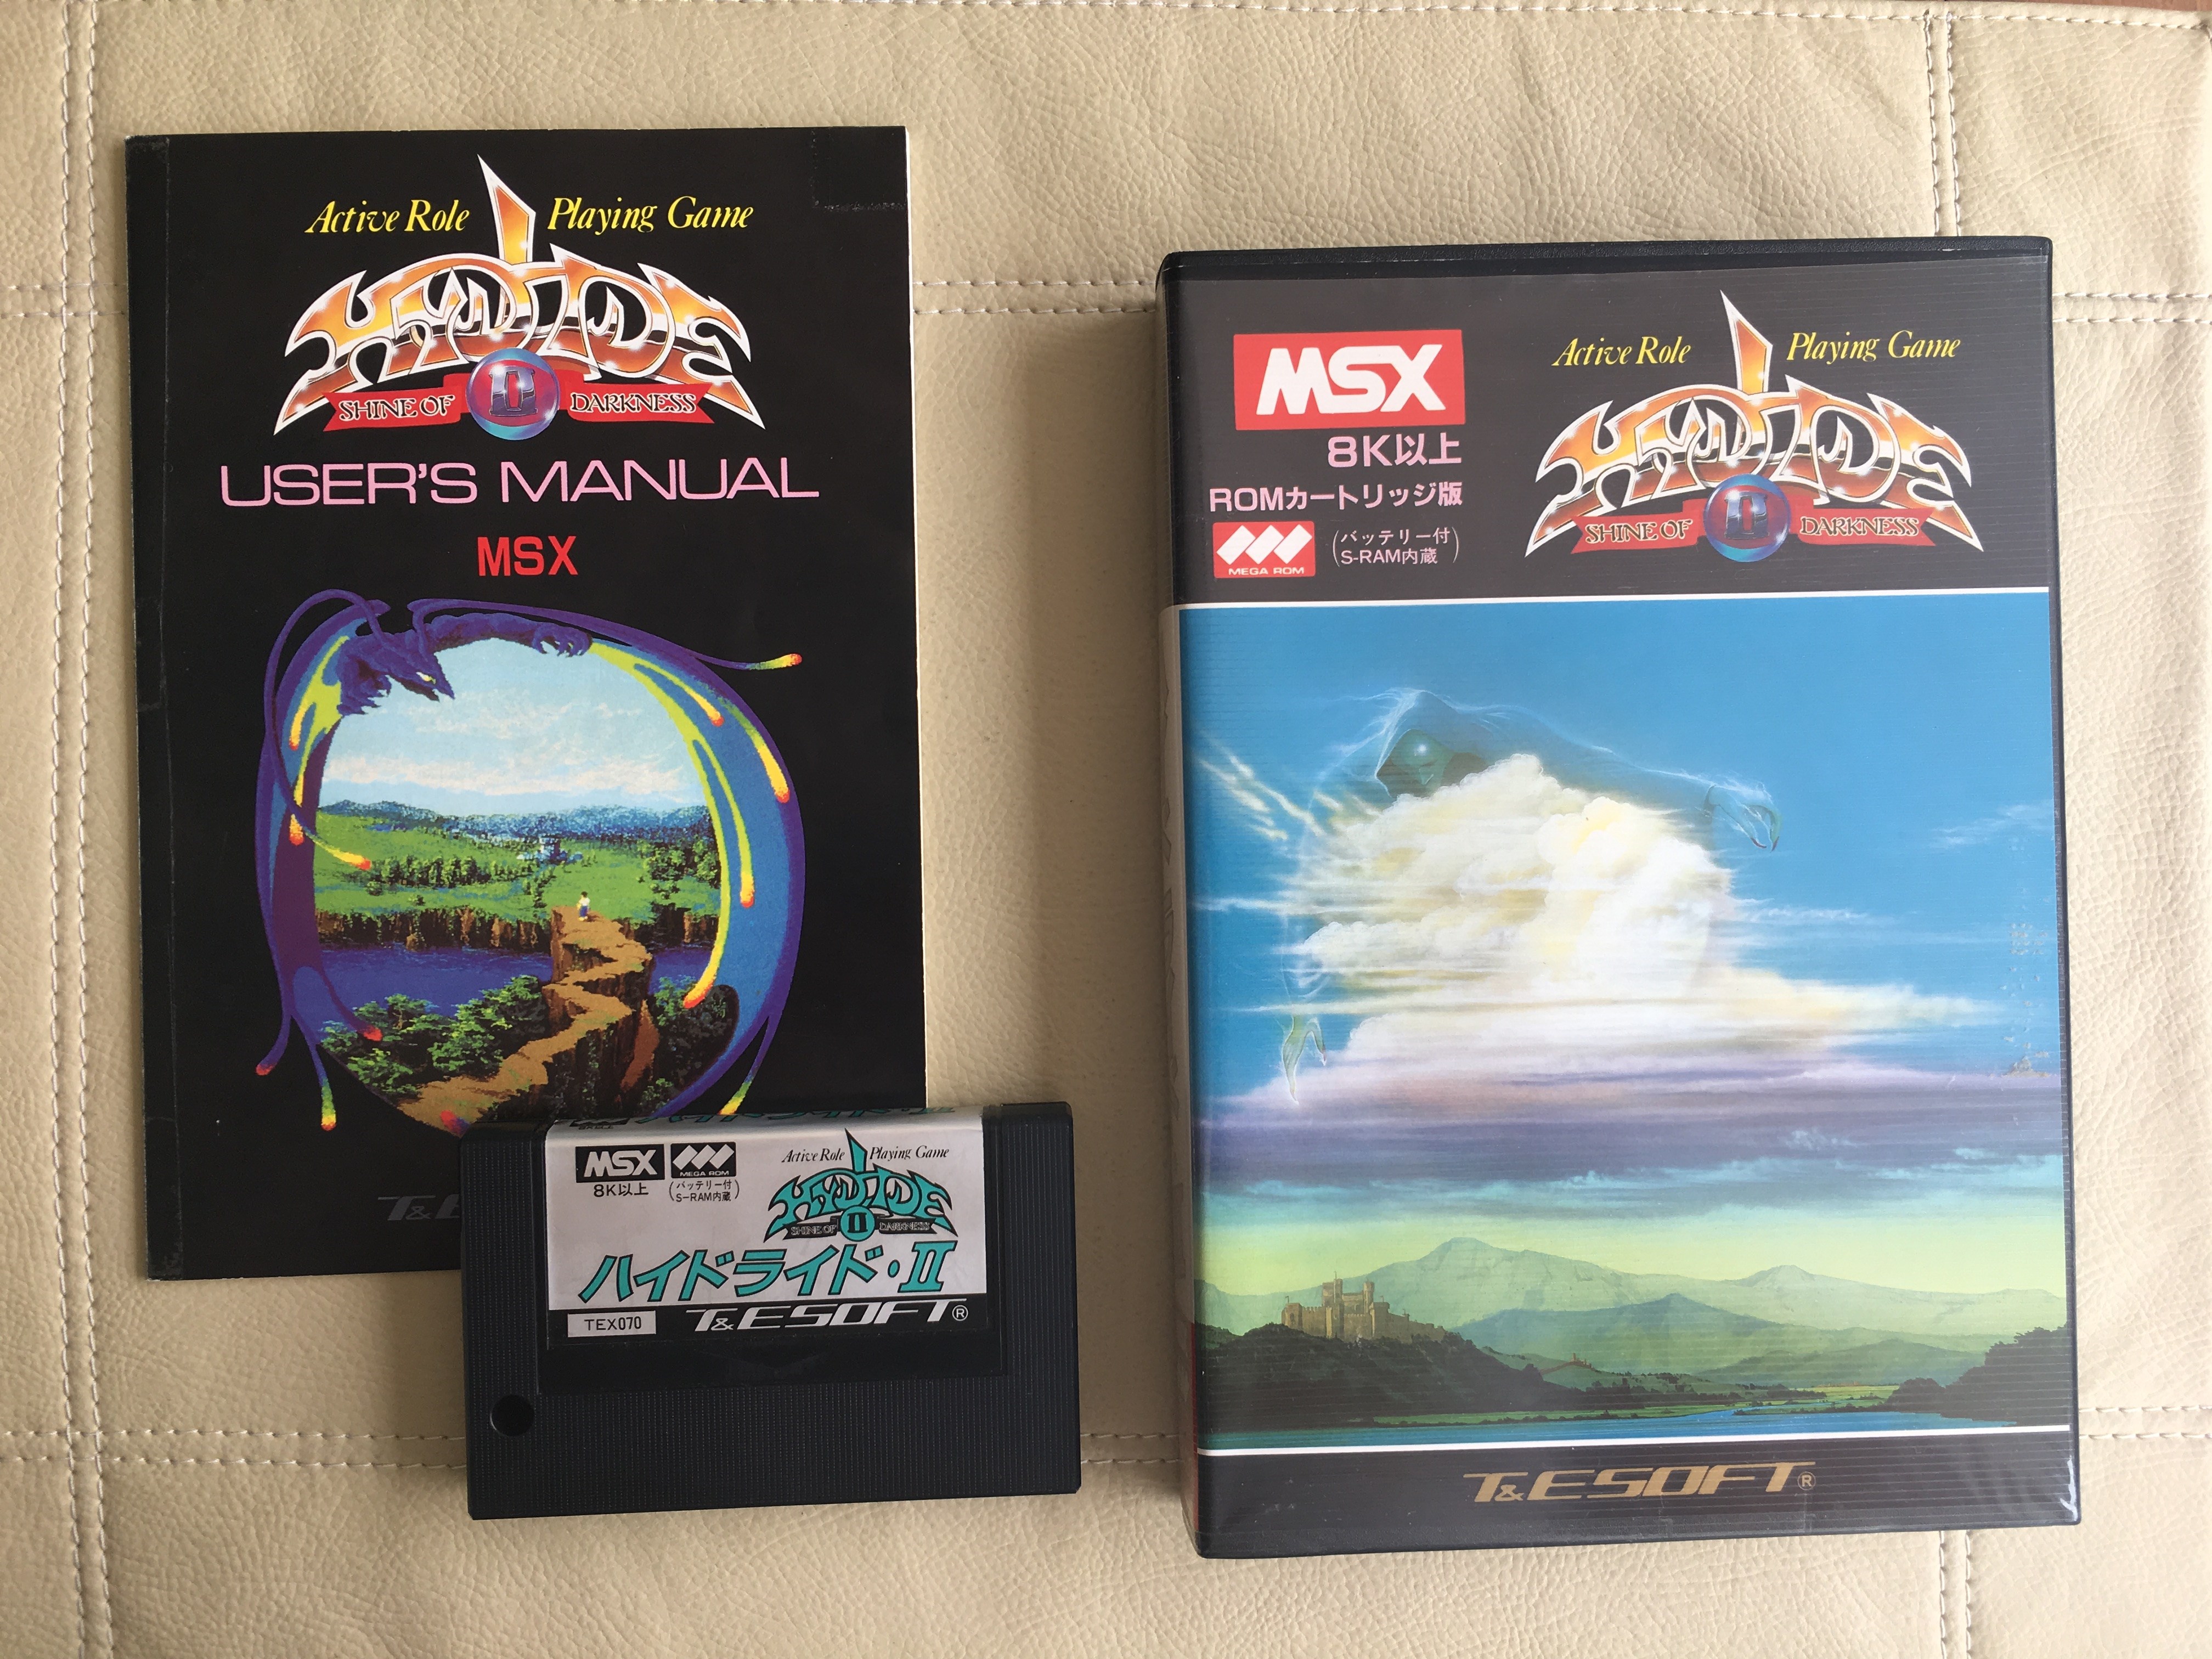 Active Role Playing Game
HYDLIDE
SHINE OF II DARKNESS
USER'S MANUAL
MSX
T&E
MSX
8K以上
ROMカートリッジ版
MEGA ROM
(バッテリー付
S-RAM内蔵)
Active Role Playing Game
HYDLIDE
SHINE OF II DARKNESS
T&ESOFT®
MSX
MEGA ROM
8K以上
(バッテリー付
S-RAM内蔵)
Active Role Playing Game
HYDLIDE
SHINE OF II DARKNESS
ハイドライド・II
TEX070
T&ESOFT®